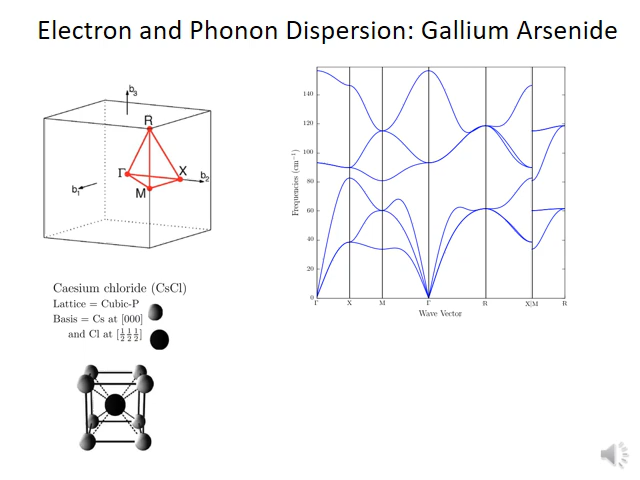 Electron and Phonon Dispersion: Gallium Arsenide
b3
R
Γ
X
b2
b1
M
Caesium chloride (CsCl)
Lattice = Cubic-P
Basis = Cs at [000]
and Cl at [½ ½ ½]
Frequencies (cm⁻¹)
140
120
100
80
60
40
20
0
Γ X M Γ R X|M R
Wave Vector